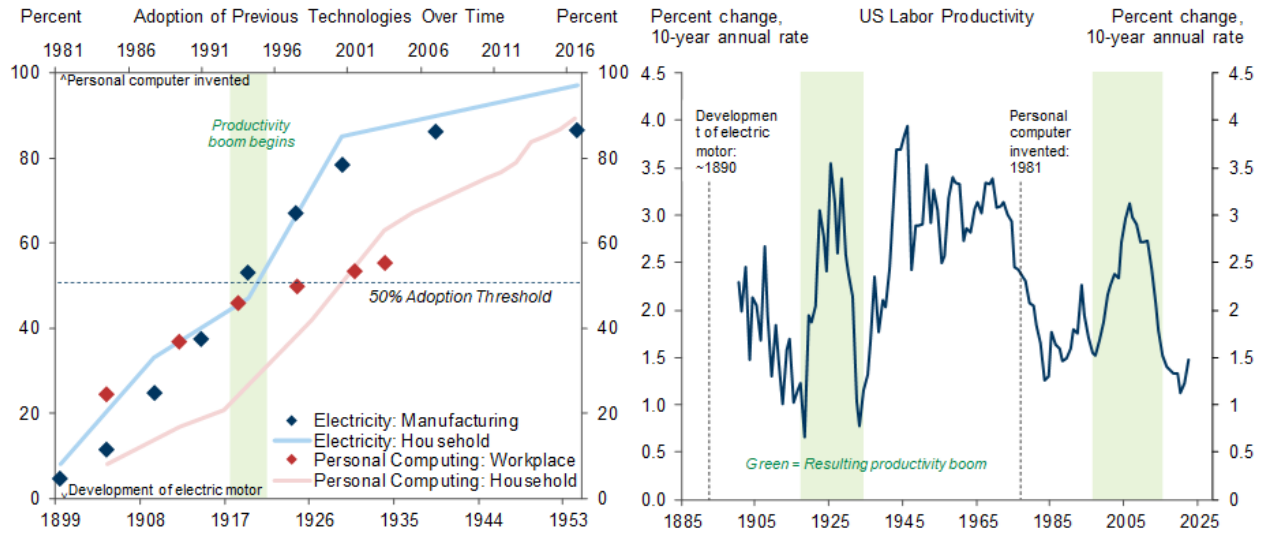 Percent Adoption of Previous Technologies Over Time Percent
1981 1986 1991 1996 2001 2006 2011 2016
100 100
^Personal computer invented
Productivity
boom begins
80 80
60 60
50% Adoption Threshold
40 40
20 20
Electricity: Manufacturing
Electricity: Household
Personal Computing: Workplace
Personal Computing: Household
vDevelopment of electric motor
0 0
1899 1908 1917 1926 1935 1944 1953
Percent change, US Labor Productivity Percent change,
10-year annual rate 10-year annual rate
4.5 4.5
4.0 4
3.5 3.5
3.0 3
2.5 2.5
2.0 2
1.5 1.5
1.0 1
0.5 0.5
0.0 0
Developmen
t of electric
motor:
~1890
Personal
computer
invented:
1981
Green = Resulting productivity boom
1885 1905 1925 1945 1965 1985 2005 2025